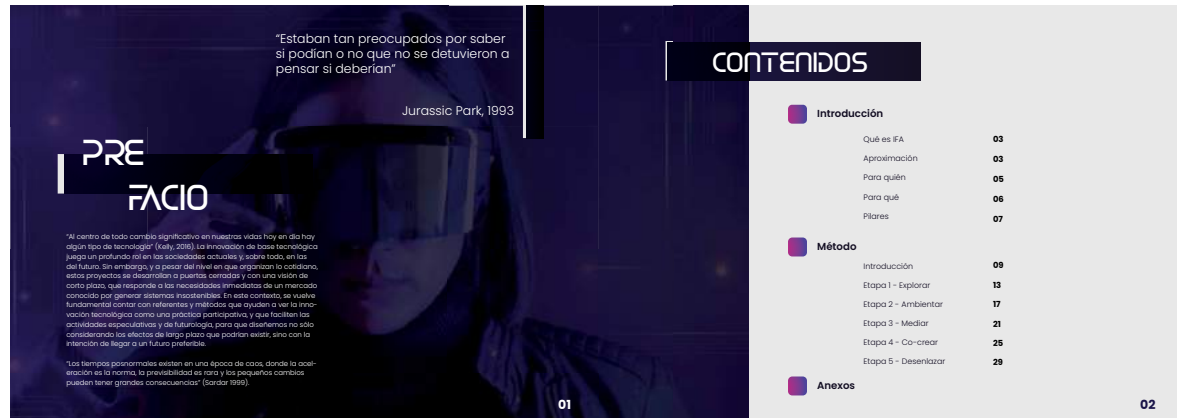 “Estaban tan preocupados por saber
si podían o no que no se detuvieron a
pensar si deberían”
Jurassic Park, 1993
PRE
FACIO
“Al centro de todo cambio significativo en nuestras vidas hoy en día hay
algún tipo de tecnología” (Kelly, 2016). La innovación de base tecnológica
juega un profundo rol en las sociedades actuales y, sobre todo, en las
del futuro. Sin embargo, y a pesar del nivel en que organizan lo cotidiano,
estos proyectos se desarrollan a puertas cerradas y con una visión de
corto plazo, que responde a las necesidades inmediatas de un mercado
conocido por generar sistemas insostenibles. En este contexto, se vuelve
fundamental contar con referentes y métodos que ayuden a ver la inno-
vación tecnológica como una práctica participativa, y que faciliten las
actividades especulativas y de futurología, para que diseñemos no sólo
considerando los efectos de largo plazo que podrían existir, sino con la
intención de llegar a un futuro preferible.
“Los tiempos posnormales existen en una época de caos, donde la acel-
eración es la norma, la previsibilidad es rara y los pequeños cambios
pueden tener grandes consecuencias” (Sardar 1999).
01
CONTENIDOS
Introducción
Qué es IFA 03
Aproximación 03
Para quién 05
Para qué 06
Pilares 07
Método
Introducción 09
Etapa 1 - Explorar 13
Etapa 2 - Ambientar 17
Etapa 3 - Mediar 21
Etapa 4 - Co-crear 25
Etapa 5 - Desenlazar 29
Anexos
02